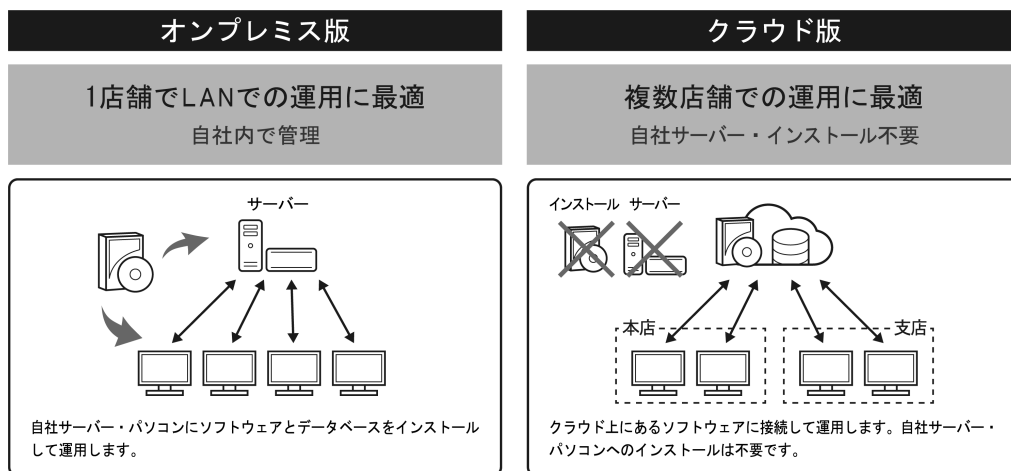 オンプレミス版
1店舗でLANでの運用に最適
自社内で管理
サーバー
自社サーバー・パソコンにソフトウェアとデータベースをインストール
して運用します。
クラウド版
複数店舗での運用に最適
自社サーバー・インストール不要
インストール サーバー
本店
支店
クラウド上にあるソフトウェアに接続して運用します。自社サーバー・
パソコンへのインストールは不要です。